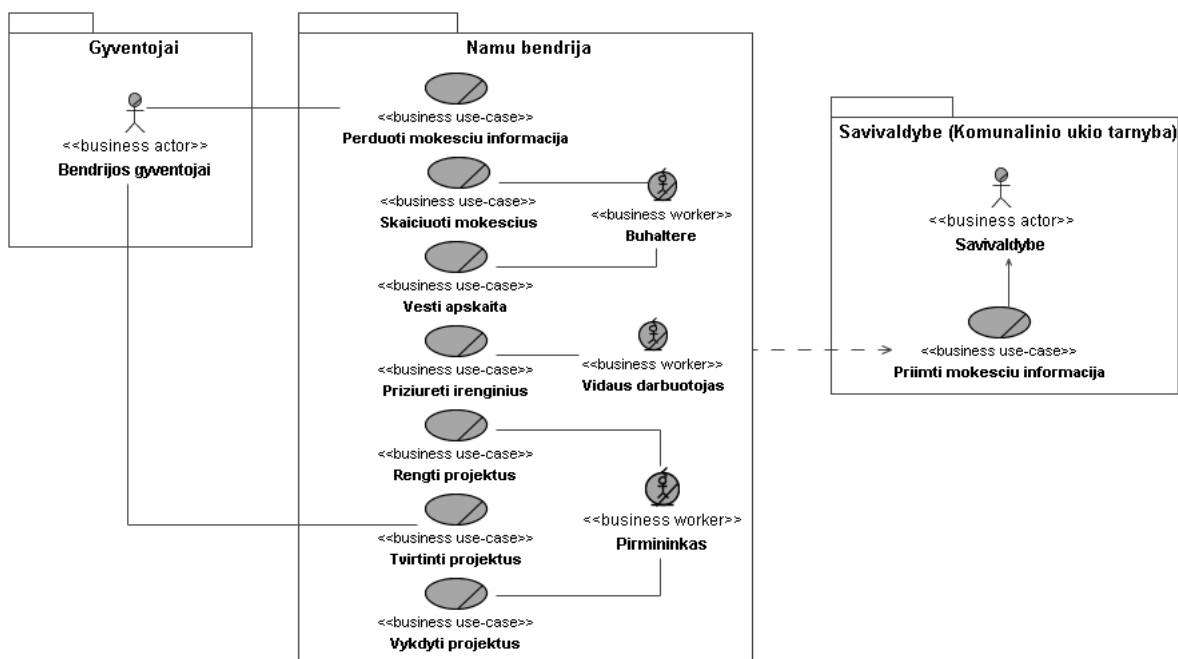 Gyventojai
<<business actor>>
Bendrijos gyventojai
Namu bendrija
<<business use-case>>
Perduoti mokesciu informacija
<<business use-case>>
Skaiciuoti mokescius
<<business worker>>
Buhaltere
<<business use-case>>
Vesti apskaita
<<business use-case>>
Priziureti irenginius
<<business worker>>
Vidaus darbuotojas
<<business use-case>>
Rengti projektus
<<business worker>>
Pirmininkas
<<business use-case>>
Tvirtinti projektus
<<business use-case>>
Vykdyti projektus
Savivaldybe (Komunalinio ukio tarnyba)
<<business actor>>
Savivaldybe
<<business use-case>>
Priimti mokesciu informacija